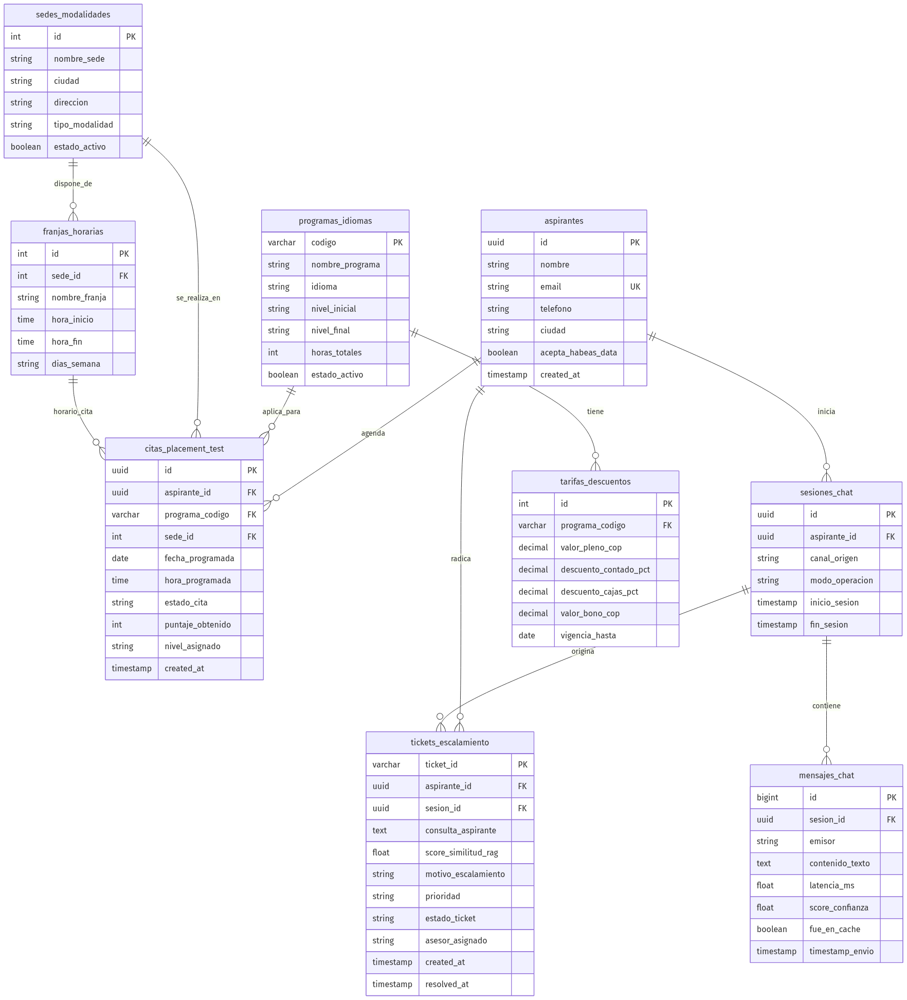 sedes_modalidades
int id PK
string nombre_sede
string ciudad
string direccion
string tipo_modalidad
boolean estado_activo
dispone_de
franjas_horarias
int id PK
int sede_id FK
string nombre_franja
time hora_inicio
time hora_fin
string dias_semana
se_realiza_en
programas_idiomas
varchar codigo PK
string nombre_programa
string idioma
string nivel_inicial
string nivel_final
int horas_totales
boolean estado_activo
aspirantes
uuid id PK
string nombre
string email UK
string telefono
string ciudad
boolean acepta_habeas_data
timestamp created_at
horario_cita
aplica_para
agenda
tiene
inicia
citas_placement_test
uuid id PK
uuid aspirante_id FK
varchar programa_codigo FK
int sede_id FK
date fecha_programada
time hora_programada
string estado_cita
int puntaje_obtenido
string nivel_asignado
timestamp created_at
radica
tarifas_descuentos
int id PK
varchar programa_codigo FK
decimal valor_pleno_cop
decimal descuento_contado_pct
decimal descuento_cajas_pct
decimal valor_bono_cop
date vigencia_hasta
origina
sesiones_chat
uuid id PK
uuid aspirante_id FK
string canal_origen
string modo_operacion
timestamp inicio_sesion
timestamp fin_sesion
contiene
tickets_escalamiento
varchar ticket_id PK
uuid aspirante_id FK
uuid sesion_id FK
text consulta_aspirante
float score_similitud_rag
string motivo_escalamiento
string prioridad
string estado_ticket
string asesor_asignado
timestamp created_at
timestamp resolved_at
mensajes_chat
bigint id PK
uuid sesion_id FK
string emisor
text contenido_texto
float latencia_ms
float score_confianza
boolean fue_en_cache
timestamp timestamp_envio